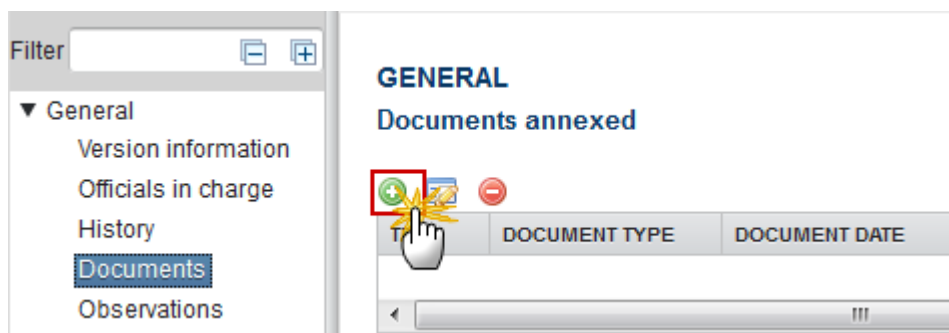 Filter
General
Version information
Officials in charge
History
Documents
Observations
GENERAL
Documents annexed
DOCUMENT TYPE
DOCUMENT DATE